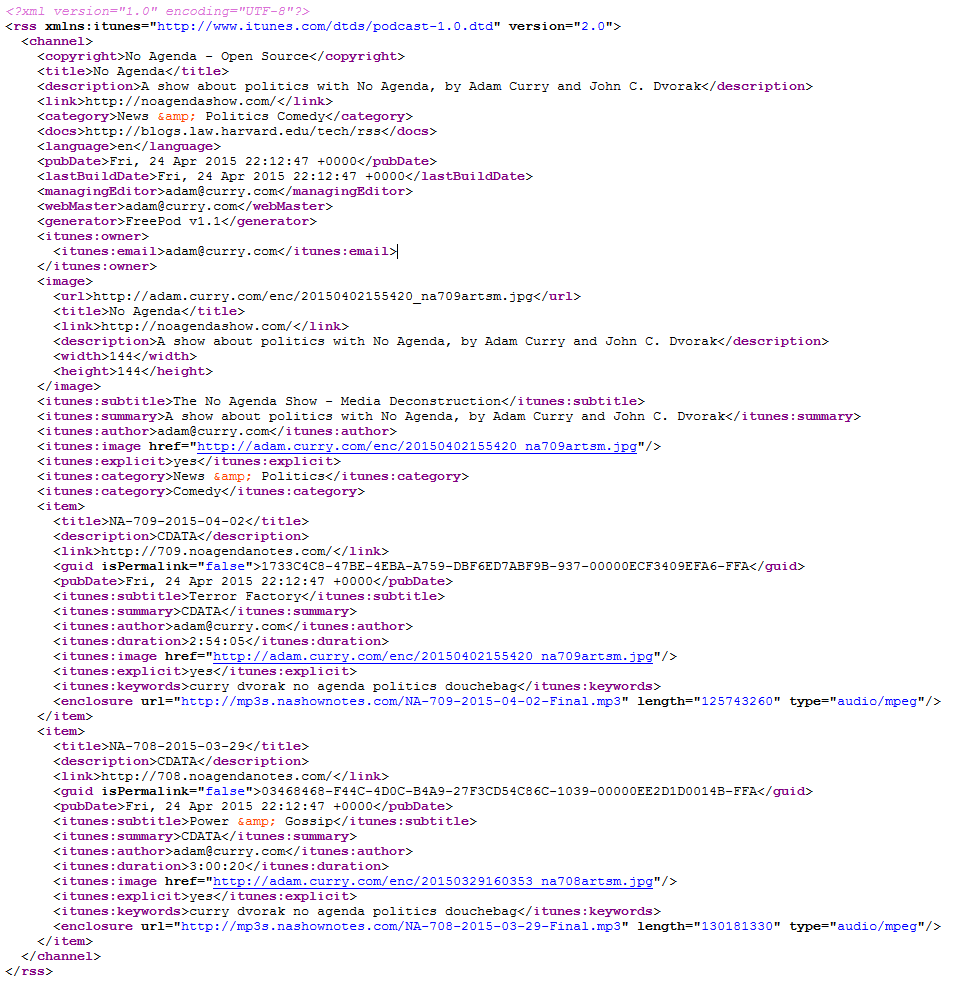 <?xml version="1.0" encoding="UTF-8"?>
<rss xmlns:itunes="http://www.itunes.com/dtds/podcast-1.0.dtd" version="2.0">
  <channel>
    <copyright>No Agenda - Open Source</copyright>
    <title>No Agenda</title>
    <description>A show about politics with No Agenda, by Adam Curry and John C. Dvorak</description>
    <link>http://noagendashow.com/</link>
    <category>News &amp; Politics Comedy</category>
    <docs>http://blogs.law.harvard.edu/tech/rss</docs>
    <language>en</language>
    <pubDate>Fri, 24 Apr 2015 22:12:47 +0000</pubDate>
    <lastBuildDate>Fri, 24 Apr 2015 22:12:47 +0000</lastBuildDate>
    <managingEditor>adam@curry.com</managingEditor>
    <webMaster>adam@curry.com</webMaster>
    <generator>FreePod v1.1</generator>
    <itunes:owner>
      <itunes:email>adam@curry.com</itunes:email>
    </itunes:owner>
    <image>
      <url>http://adam.curry.com/enc/20150402155420_na709artsm.jpg</url>
      <title>No Agenda</title>
      <link>http://noagendashow.com/</link>
      <description>A show about politics with No Agenda, by Adam Curry and John C. Dvorak</description>
      <width>144</width>
      <height>144</height>
    </image>
    <itunes:subtitle>The No Agenda Show - Media Deconstruction</itunes:subtitle>
    <itunes:summary>A show about politics with No Agenda, by Adam Curry and John C. Dvorak</itunes:summary>
    <itunes:author>adam@curry.com</itunes:author>
    <itunes:image href="http://adam.curry.com/enc/20150402155420_na709artsm.jpg"/>
    <itunes:explicit>yes</itunes:explicit>
    <itunes:category>News &amp; Politics</itunes:category>
    <itunes:category>Comedy</itunes:category>
    <item>
      <title>NA-709-2015-04-02</title>
      <description>CDATA</description>
      <link>http://709.noagendanotes.com/</link>
      <guid isPermalink="false">1733C4C8-47BE-4EBA-A759-DBF6ED7ABF9B-937-00000ECF3409EFA6-FFA</guid>
      <pubDate>Fri, 24 Apr 2015 22:12:47 +0000</pubDate>
      <itunes:subtitle>Terror Factory</itunes:subtitle>
      <itunes:summary>CDATA</itunes:summary>
      <itunes:author>adam@curry.com</itunes:author>
      <itunes:duration>2:54:05</itunes:duration>
      <itunes:image href="http://adam.curry.com/enc/20150402155420_na709artsm.jpg"/>
      <itunes:explicit>yes</itunes:explicit>
      <itunes:keywords>curry dvorak no agenda politics douchebag</itunes:keywords>
      <enclosure url="http://mp3s.nashownotes.com/NA-709-2015-04-02-Final.mp3" length="125743260" type="audio/mpeg"/>
    </item>
    <item>
      <title>NA-708-2015-03-29</title>
      <description>CDATA</description>
      <link>http://708.noagendanotes.com/</link>
      <guid isPermalink="false">03468468-F44C-4D0C-B4A9-27F3CD54C86C-1039-00000EE2D1D0014B-FFA</guid>
      <pubDate>Fri, 24 Apr 2015 22:12:47 +0000</pubDate>
      <itunes:subtitle>Power &amp; Gossip</itunes:subtitle>
      <itunes:summary>CDATA</itunes:summary>
      <itunes:author>adam@curry.com</itunes:author>
      <itunes:duration>3:00:20</itunes:duration>
      <itunes:image href="http://adam.curry.com/enc/20150329160353_na708artsm.jpg"/>
      <itunes:explicit>yes</itunes:explicit>
      <itunes:keywords>curry dvorak no agenda politics douchebag</itunes:keywords>
      <enclosure url="http://mp3s.nashownotes.com/NA-708-2015-03-29-Final.mp3" length="130181330" type="audio/mpeg"/>
    </item>
  </channel>
</rss>